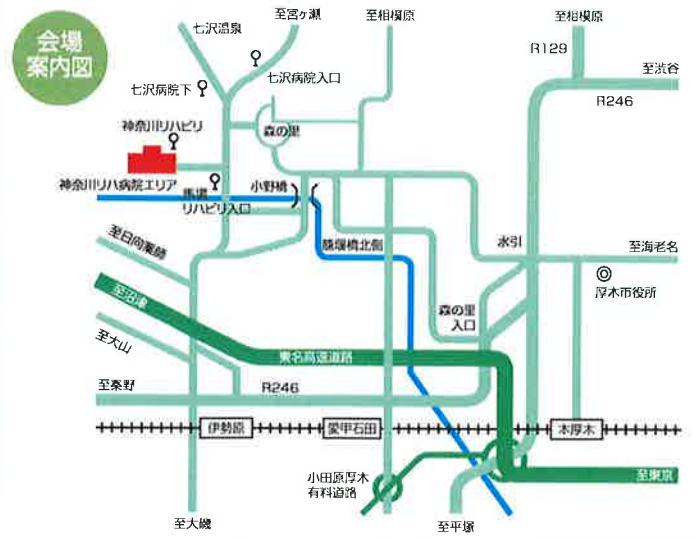 会場
案内図
七沢温泉
至宮ヶ瀬
至相模原
至相模原
R129
至渋谷
R246
七沢病院入口
七沢病院下
神奈川リハビリ
森の里
神奈川リハ病院エリア
馬場
リハビリ入口
小野橋
至日向薬師
堰橋北側
水引
至海老名
厚木市役所
至沼津
森の里
入口
至大山
東名高速道路
至秦野
R246
伊勢原
愛甲石田
本厚木
小田原厚木
有料道路
至東京
至大磯
至平塚